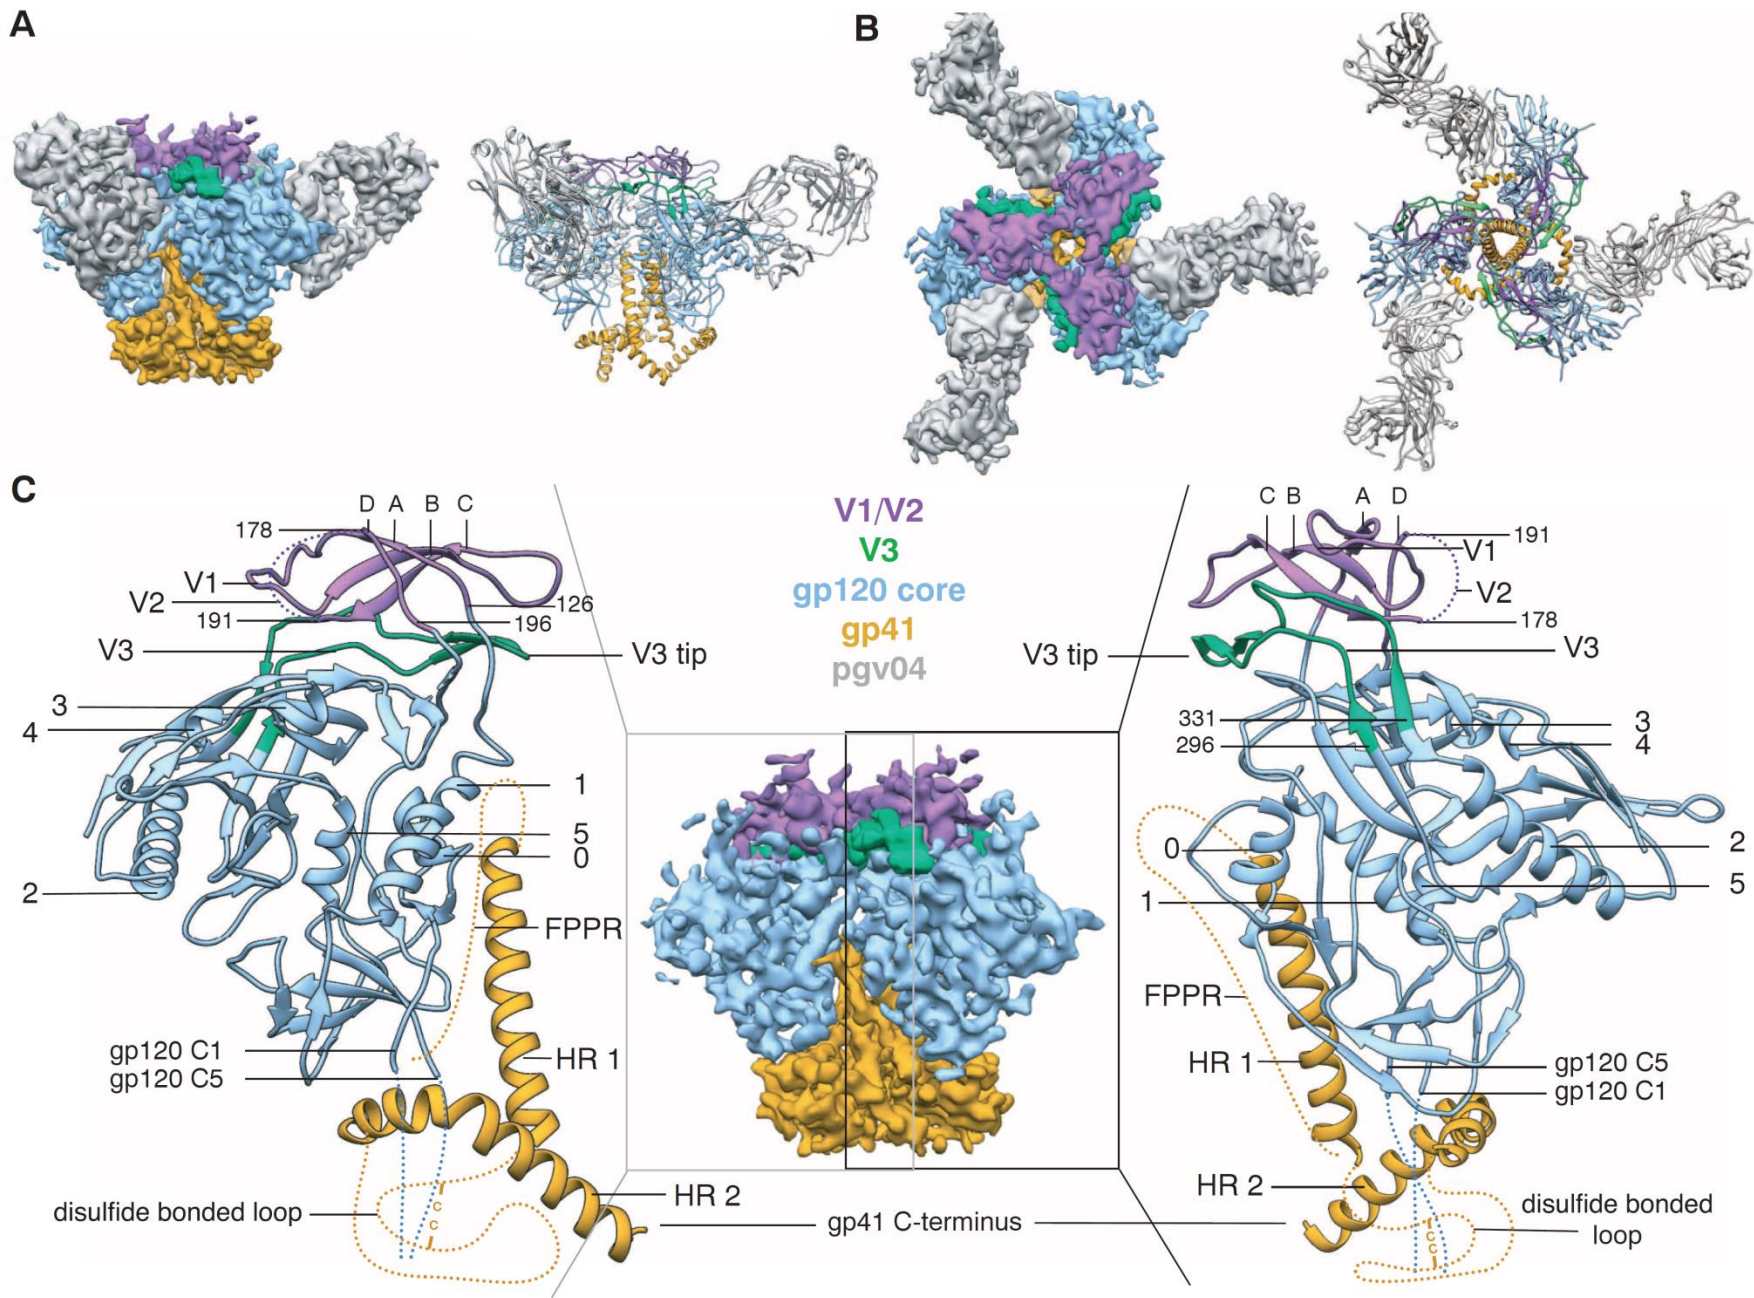 A
B
C
D A B C
178
V1
V2
191
126
196
V3
V3 tip
3
4
1
5
0
2
FPPR
gp120 C1
gp120 C5
HR 1
disulfide bonded loop
C
C
HR 2
V1/V2
V3
gp120 core
gp41
pgv04
gp41 C-terminus
C B A D
191
V1
V2
178
V3 tip
V3
331
296
3
4
0
2
1
5
FPPR
HR 1
gp120 C5
gp120 C1
HR 2
disulfide bonded
loop
C
C